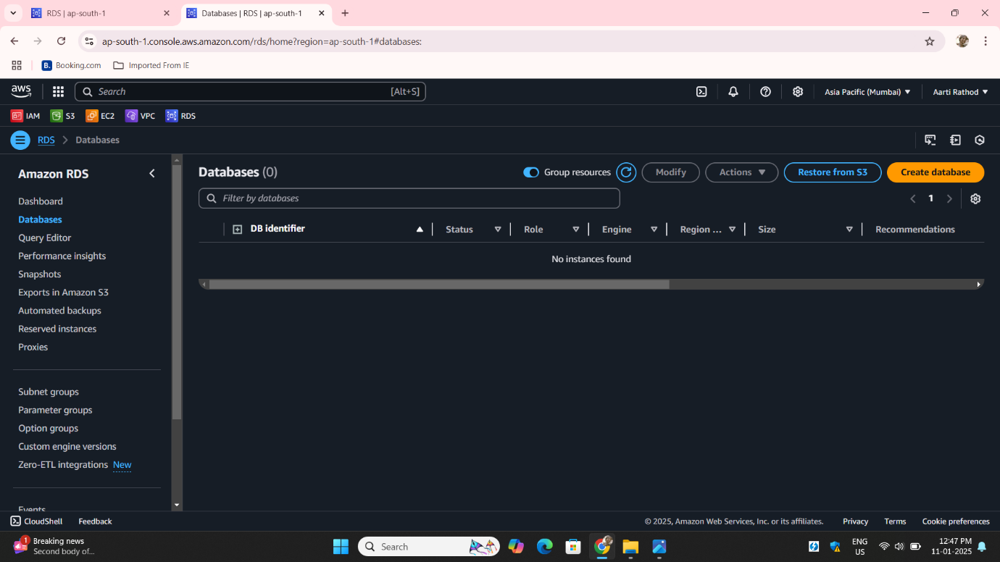 RDS | ap-south-1
Databases | RDS | ap-south-1
ap-south-1.console.aws.amazon.com/rds/home?region=ap-south-1#databases:
B. Booking.com
Imported From IE
aws
Search [Alt+S]
Asia Pacific (Mumbai)
Aarti Rathod
IAM S3 EC2 VPC RDS
RDS Databases
Amazon RDS
Dashboard
Databases
Query Editor
Performance insights
Snapshots
Exports in Amazon S3
Automated backups
Reserved instances
Proxies
Subnet groups
Parameter groups
Option groups
Custom engine versions
Zero-ETL integrations New
Events
Databases (0)
Group resources
Modify
Actions
Restore from S3
Create database
Filter by databases
1
DB identifier Status Role Engine Region ... Size Recommendations
No instances found
CloudShell Feedback
© 2025, Amazon Web Services, Inc. or its affiliates. Privacy Terms Cookie preferences
1
Breaking news
Second body of...
Search
ENG
US
12:47 PM
11-01-2025